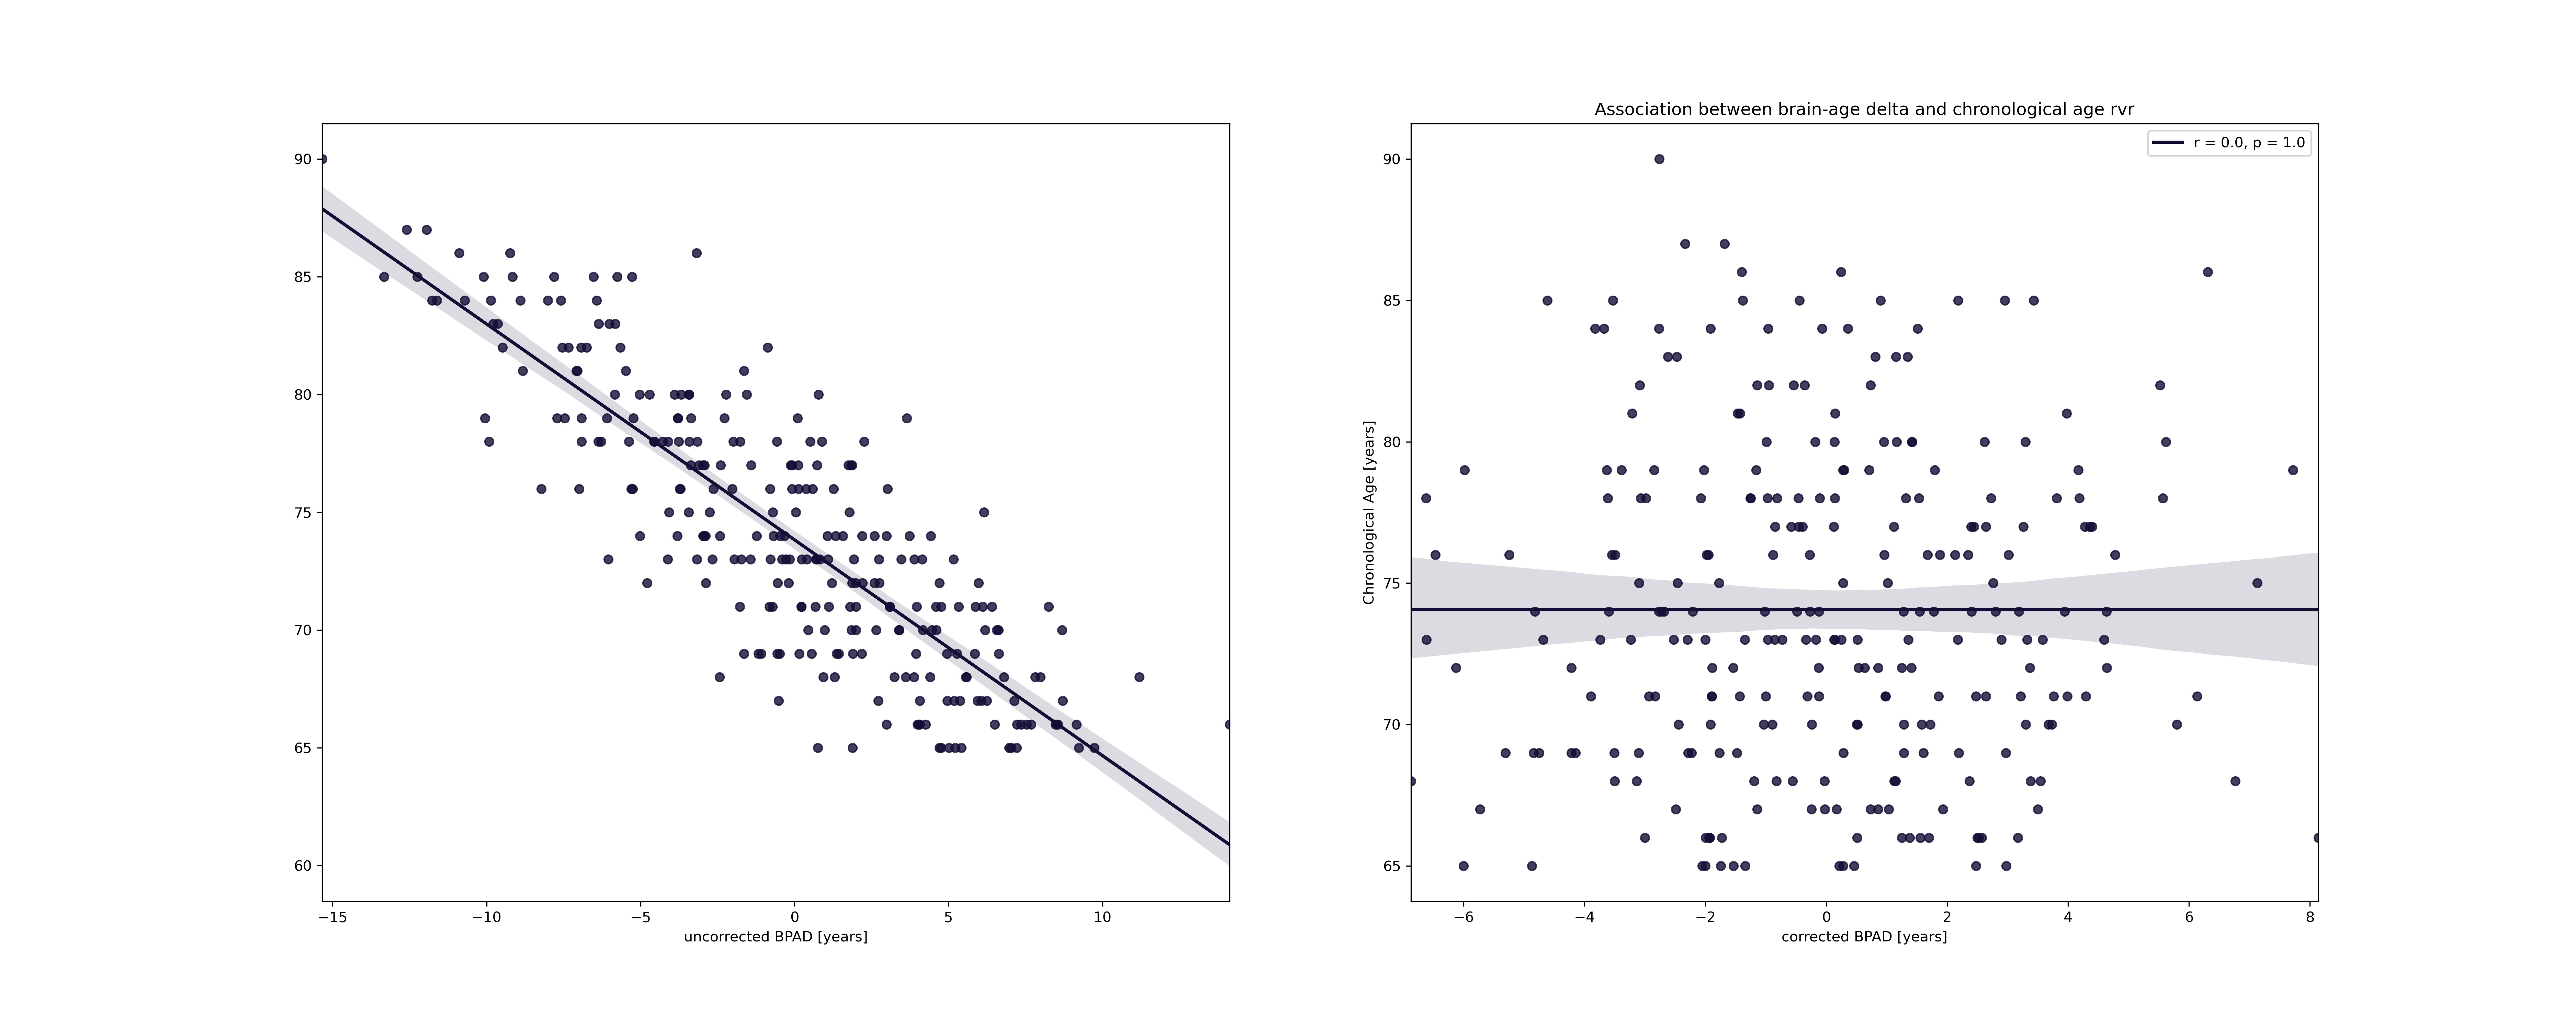 90
85
80
75
70
65
60
−15 −10 −5 0 5 10
uncorrected BPAD [years]
Association between brain-age delta and chronological age rvr
r = 0.0, p = 1.0
Chronological Age [years]
90
85
80
75
70
65
−6 −4 −2 0 2 4 6 8
corrected BPAD [years]